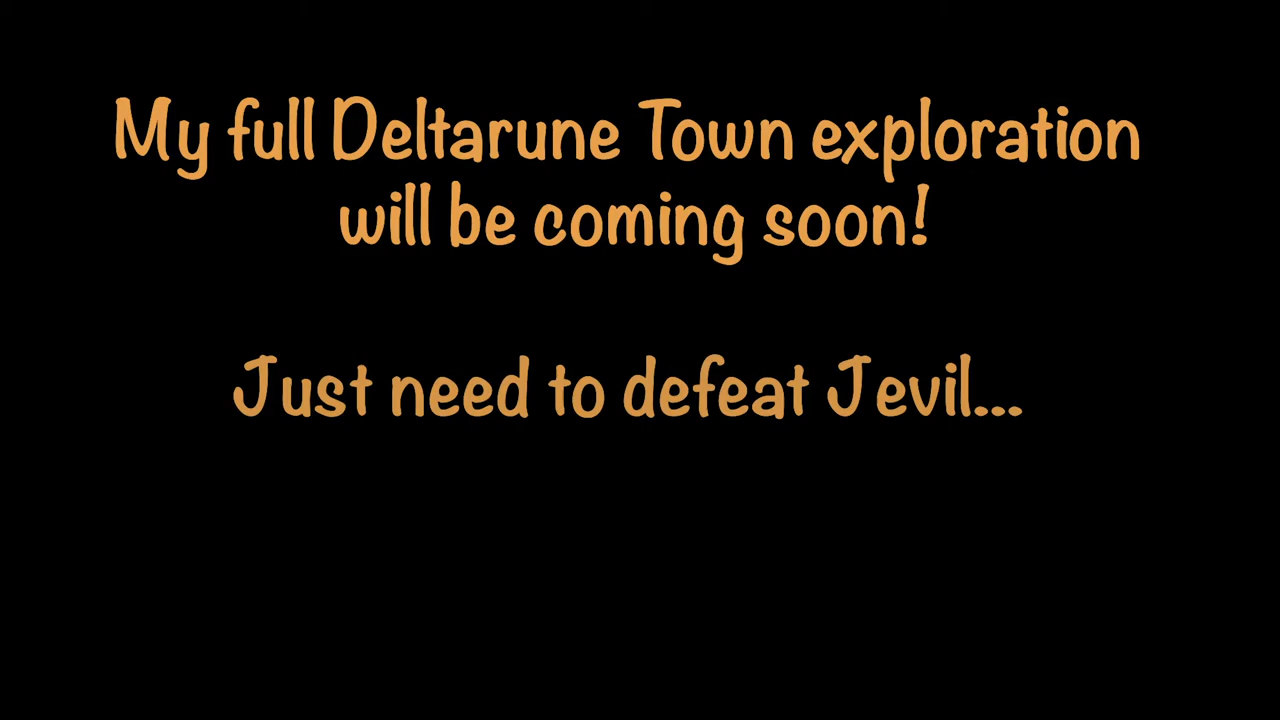 My full Deltarune Town exploration
will be coming soon!
Just need to defeat Jevil...